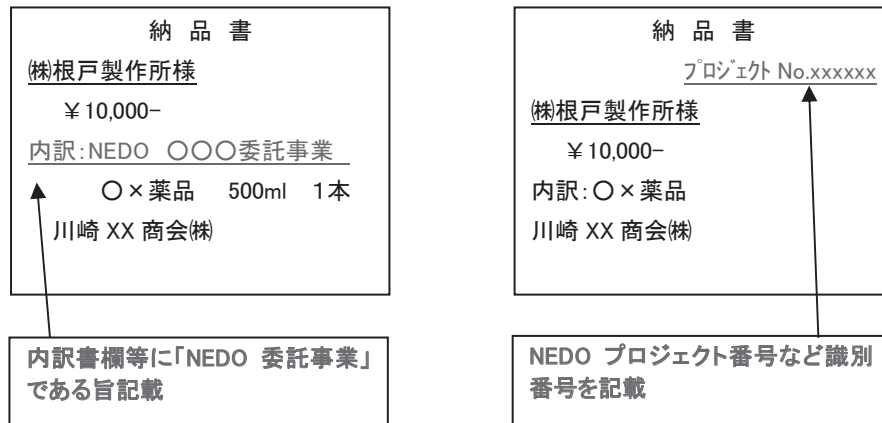 納 品 書
㈱根戸製作所様
￥10,000−
内訳：NEDO　〇〇〇委託事業
〇×薬品　500ml　1本
川崎 XX 商会㈱
内訳書欄等に「NEDO 委託事業」
である旨記載
納 品 書
ﾌﾟﾛｼﾞｪｸﾄ No.xxxxxx
㈱根戸製作所様
￥10,000−
内訳：〇×薬品
川崎 XX 商会㈱
NEDO プロジェクト番号など識別
番号を記載